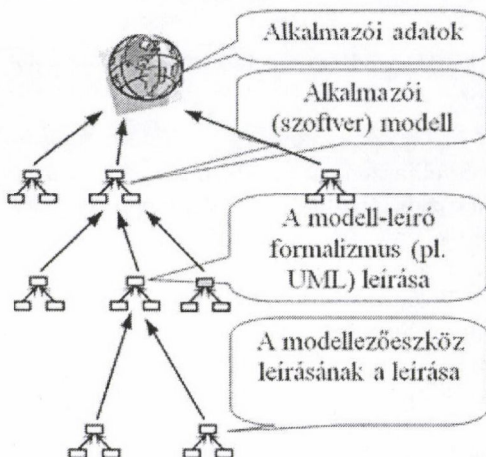 Alkalmazói adatok
Alkalmazói
(szoftver) modell
A modell-leíró
formalizmus (pl.
UML) leírása
A modellezőeszköz
leírásának a leírása